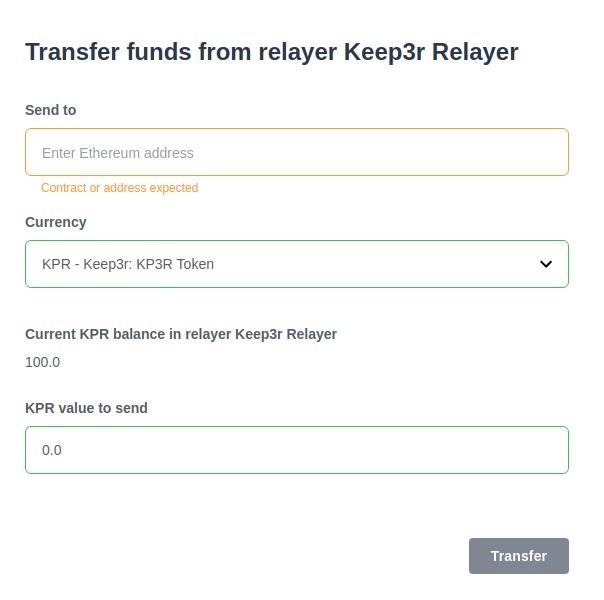 Transfer funds from relayer Keep3r Relayer
Send to
Enter Ethereum address
Contract or address expected
Currency
KPR - Keep3r: KP3R Token
Current KPR balance in relayer Keep3r Relayer
100.0
KPR value to send
0.0
Transfer